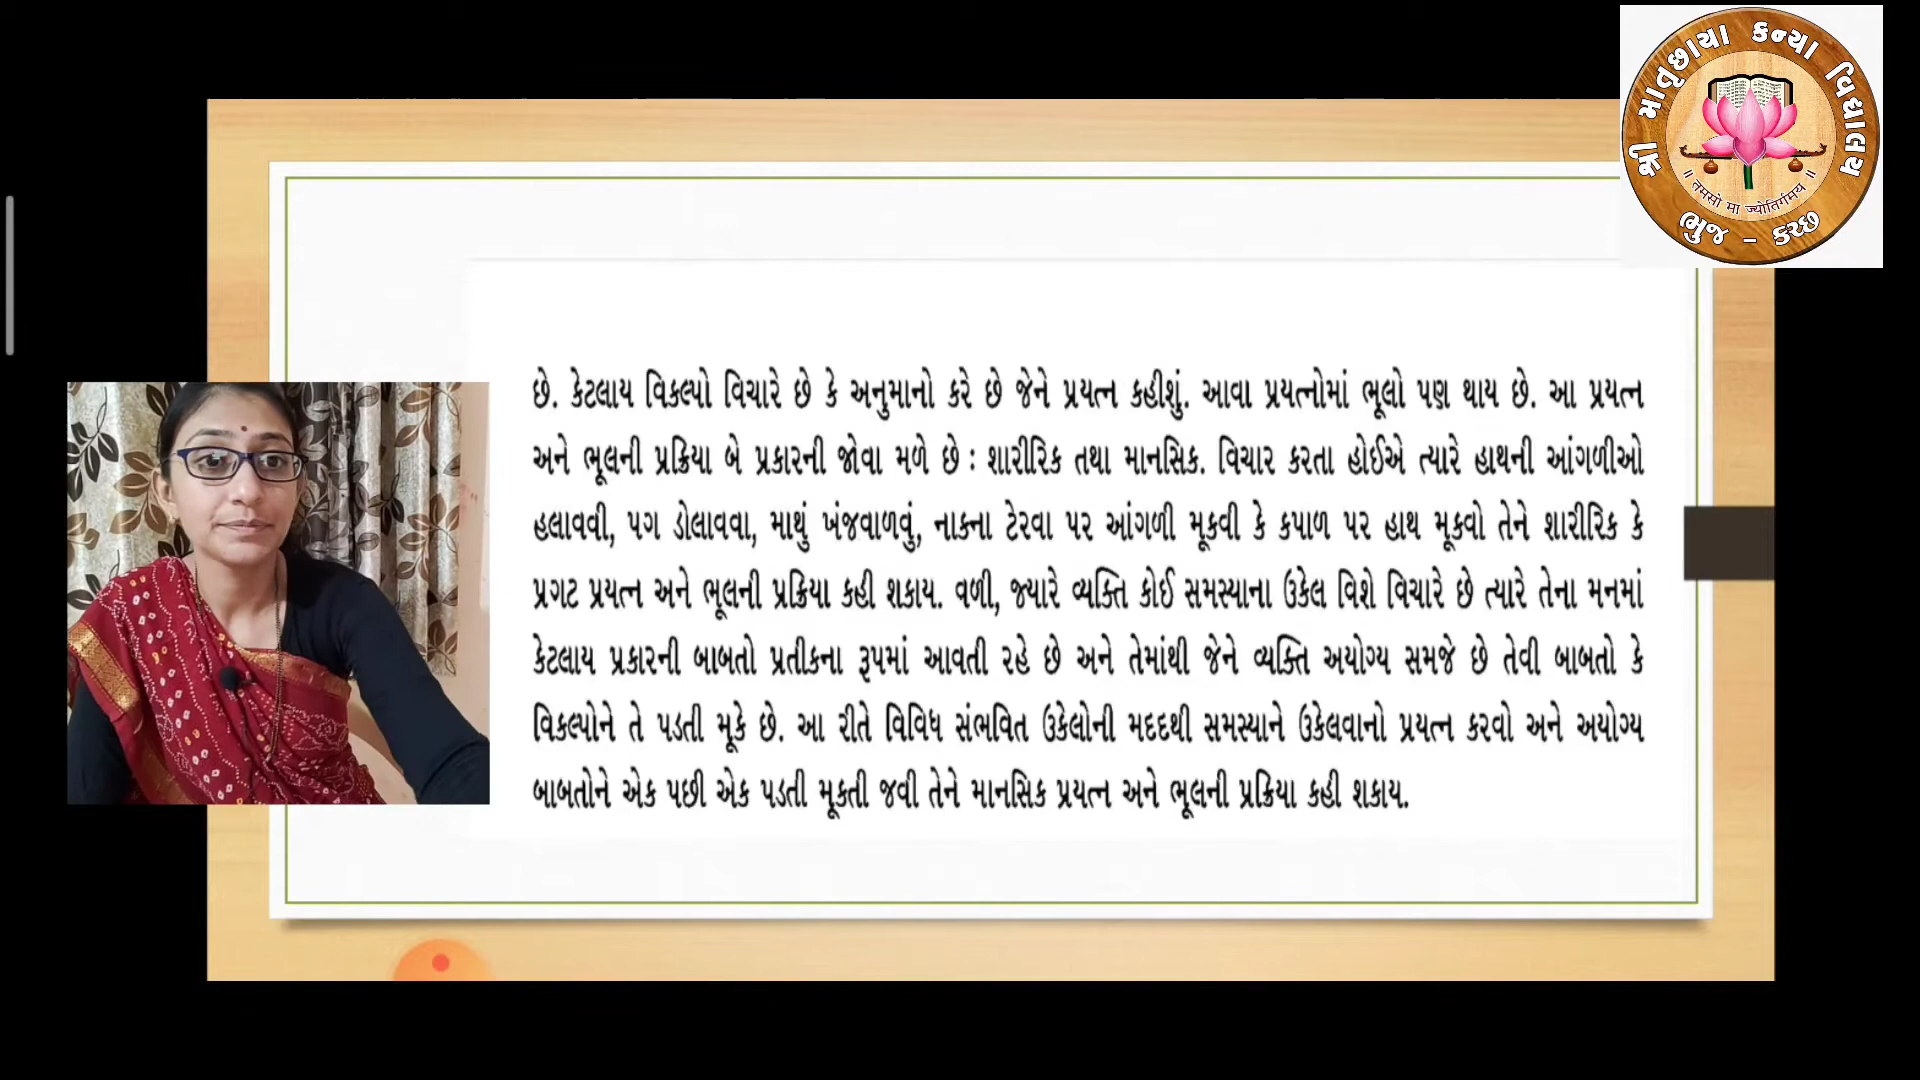 શ્રી માતૃછાયા કન્યા વિદ્યાલય
॥ तमसो मा ज्योतिर्गमय ॥
ભુજ - કચ્છ
છે. કેટલાય વિકલ્પો વિચારે છે કે અનુમાનો કરે છે જેને પ્રયત્ન કહીશું. આવા પ્રયત્નોમાં ભૂલો પણ થાય છે. આ પ્રયત્ન
અને ભૂલની પ્રક્રિયા બે પ્રકારની જોવા મળે છે : શારીરિક તથા માનસિક. વિચાર કરતા હોઈએ ત્યારે હાથની આંગળીઓ
હલાવવી, પગ ડોલાવવા, માથું ખંજવાળવું, નાકના ટેરવા પર આંગળી મૂકવી કે કપાળ પર હાથ મૂકવો તેને શારીરિક કે
પ્રગટ પ્રયત્ન અને ભૂલની પ્રક્રિયા કહી શકાય. વળી, જ્યારે વ્યક્તિ કોઈ સમસ્યાના ઉકેલ વિશે વિચારે છે ત્યારે તેના મનમાં
કેટલાય પ્રકારની બાબતો પ્રતીકના રૂપમાં આવતી રહે છે અને તેમાંથી જેને વ્યક્તિ અયોગ્ય સમજે છે તેવી બાબતો કે
વિકલ્પોને તે પડતી મૂકે છે. આ રીતે વિવિધ સંભવિત ઉકેલોની મદદથી સમસ્યાને ઉકેલવાનો પ્રયત્ન કરવો અને અયોગ્ય
બાબતોને એક પછી એક પડતી મૂકતી જવી તેને માનસિક પ્રયત્ન અને ભૂલની પ્રક્રિયા કહી શકાય.